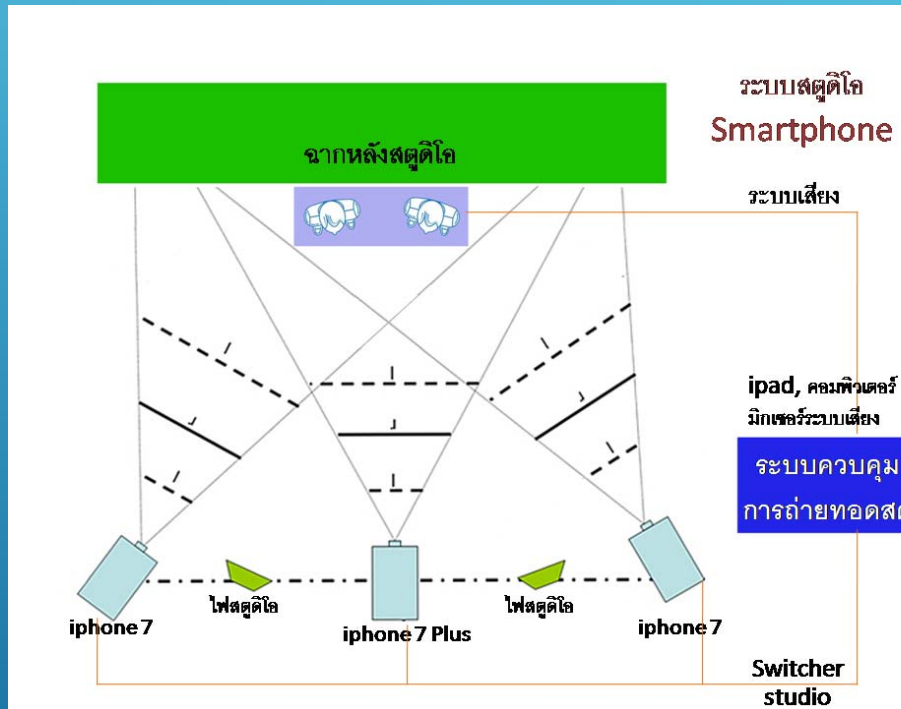 ระบบสตูดิโอ
Smartphone
ฉากหลังสตูดิโอ
ระบบเสียง
ipad, คอมพิวเตอร์
มิกเซอร์ระบบเสียง
ระบบควบคุม
การถ่ายทอดส
ไฟสตูดิโอ
ไฟสตูดิโอ
iphone 7
iphone 7 Plus
iphone 7
Switcher
studio